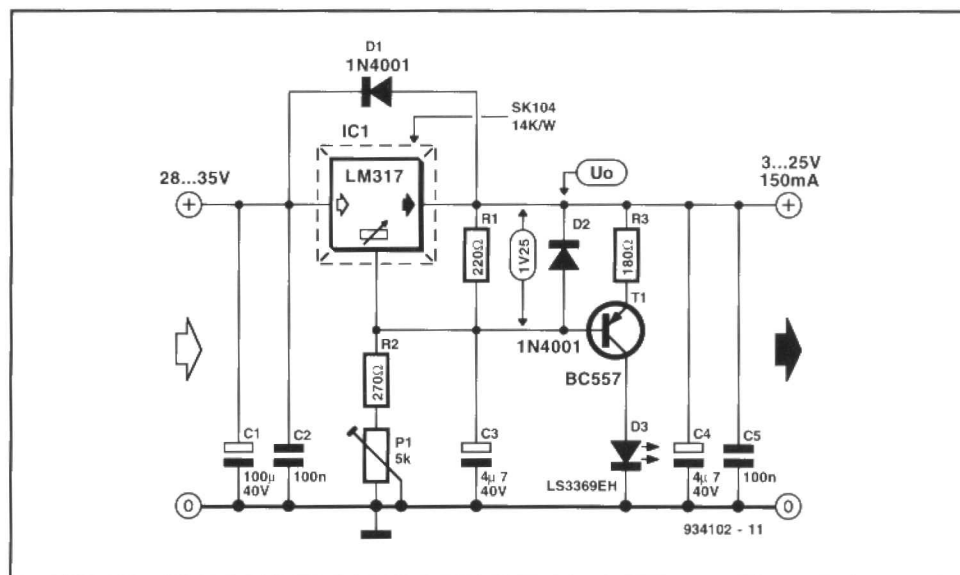 D1
1N4001
SK104
14K/W
IC1
LM317
28...35V
+
Uo
3...25V
150mA
+
R1
220Ω
1V25
D2
R3
180Ω
T1
1N4001
BC557
R2
270Ω
P1
5k
C1
100µ
40V
C2
100n
C3
4µ7
40V
D3
LS3369EH
C4
4µ7
40V
C5
100n
0
0
934102 - 11